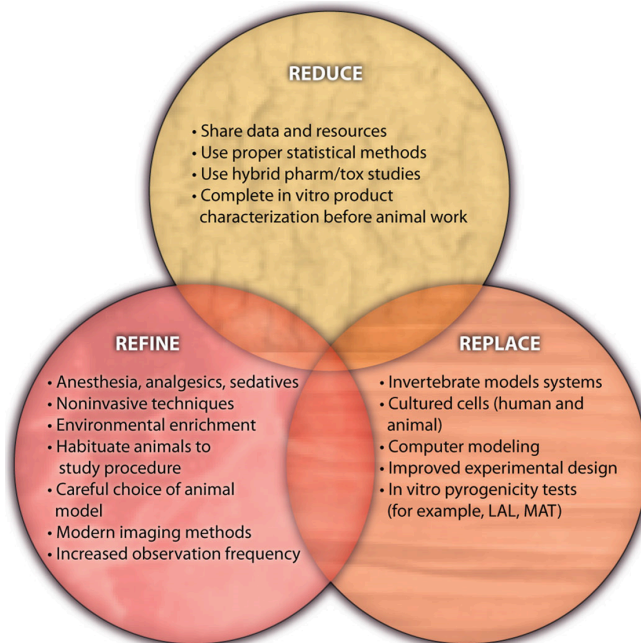 REDUCE
• Share data and resources
• Use proper statistical methods
• Use hybrid pharm/tox studies
• Complete in vitro product
characterization before animal work
REFINE
• Anesthesia, analgesics, sedatives
• Noninvasive techniques
• Environmental enrichment
• Habituate animals to
study procedure
• Careful choice of animal
model
• Modern imaging methods
• Increased observation frequency
REPLACE
• Invertebrate models systems
• Cultured cells (human and
animal)
• Computer modeling
• Improved experimental design
• In vitro pyrogenicity tests
(for example, LAL, MAT)